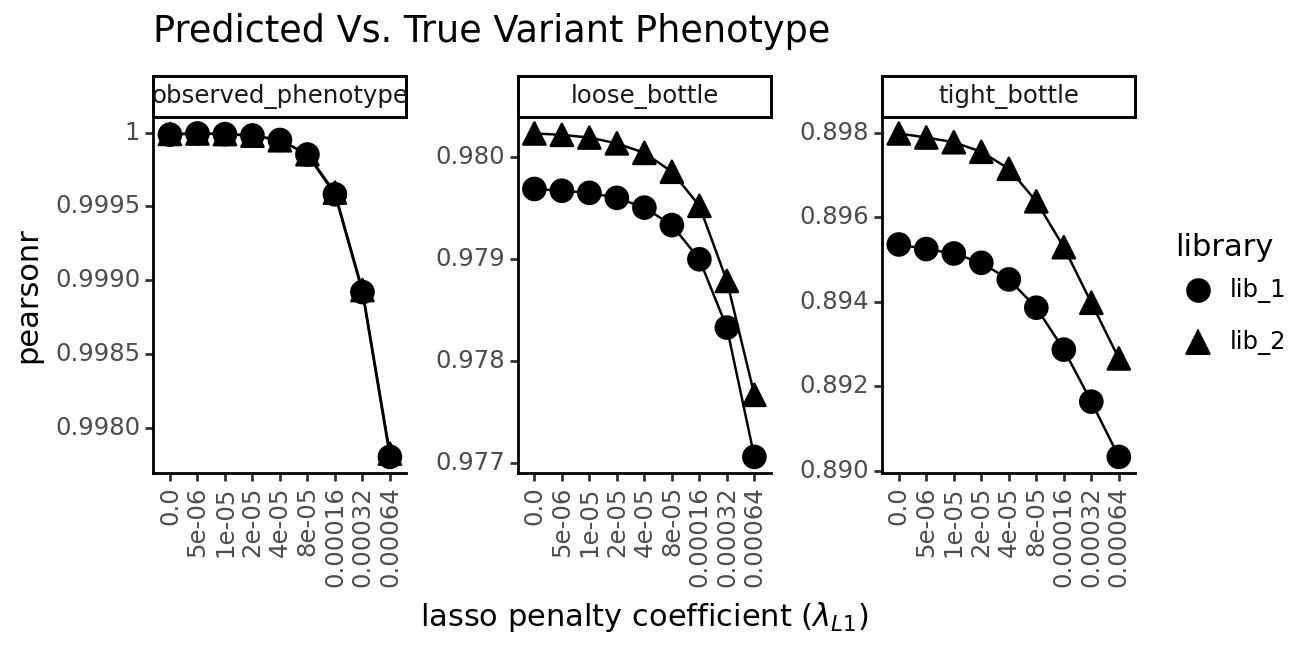 Predicted Vs. True Variant Phenotype
observed_phenotype
loose_bottle
tight_bottle
pearsonr
1
0.9995
0.9990
0.9985
0.9980
0.980
0.979
0.978
0.977
0.898
0.896
0.894
0.892
0.890
0.0
5e-06
1e-05
2e-05
4e-05
8e-05
0.00016
0.00032
0.00064
0.0
5e-06
1e-05
2e-05
4e-05
8e-05
0.00016
0.00032
0.00064
0.0
5e-06
1e-05
2e-05
4e-05
8e-05
0.00016
0.00032
0.00064
lasso penalty coefficient (λL1)
library
lib_1
lib_2